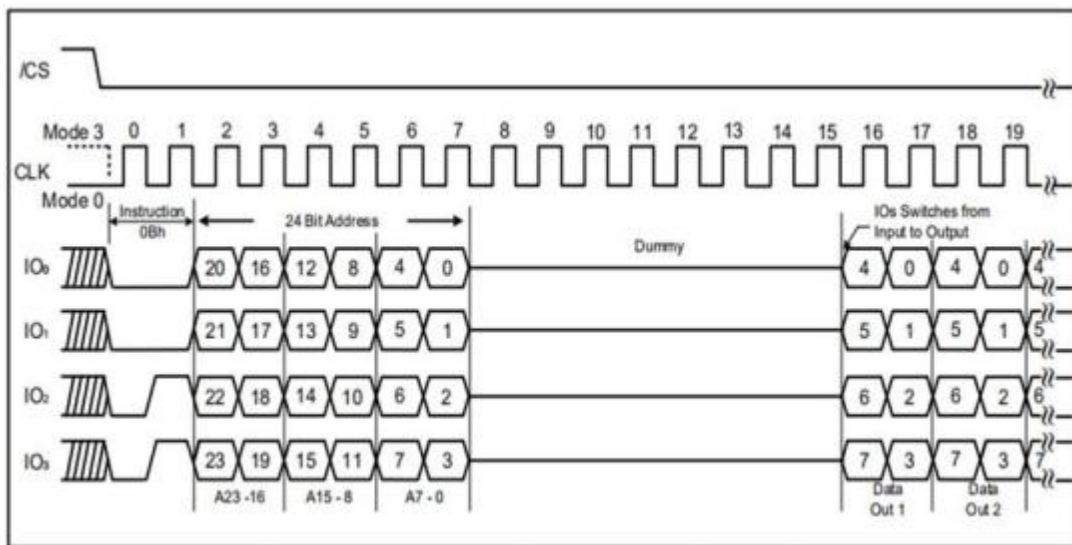 /CS
Mode 3 0 1 2 3 4 5 6 7 8 9 10 11 12 13 14 15 16 17 18 19
CLK
Mode 0
Instruction
0Bh
24 Bit Address
Dummy
IOs Switches from
Input to Output
IO₀ 20 16 12 8 4 0 4 0 4 0 4
IO₁ 21 17 13 9 5 1 5 1 5 1 5
IO₂ 22 18 14 10 6 2 6 2 6 2 6
IO₃ 23 19 15 11 7 3 7 3 7 3 7
A23 -16 A15 - 8 A7 - 0
Data
Out 1
Data
Out 2